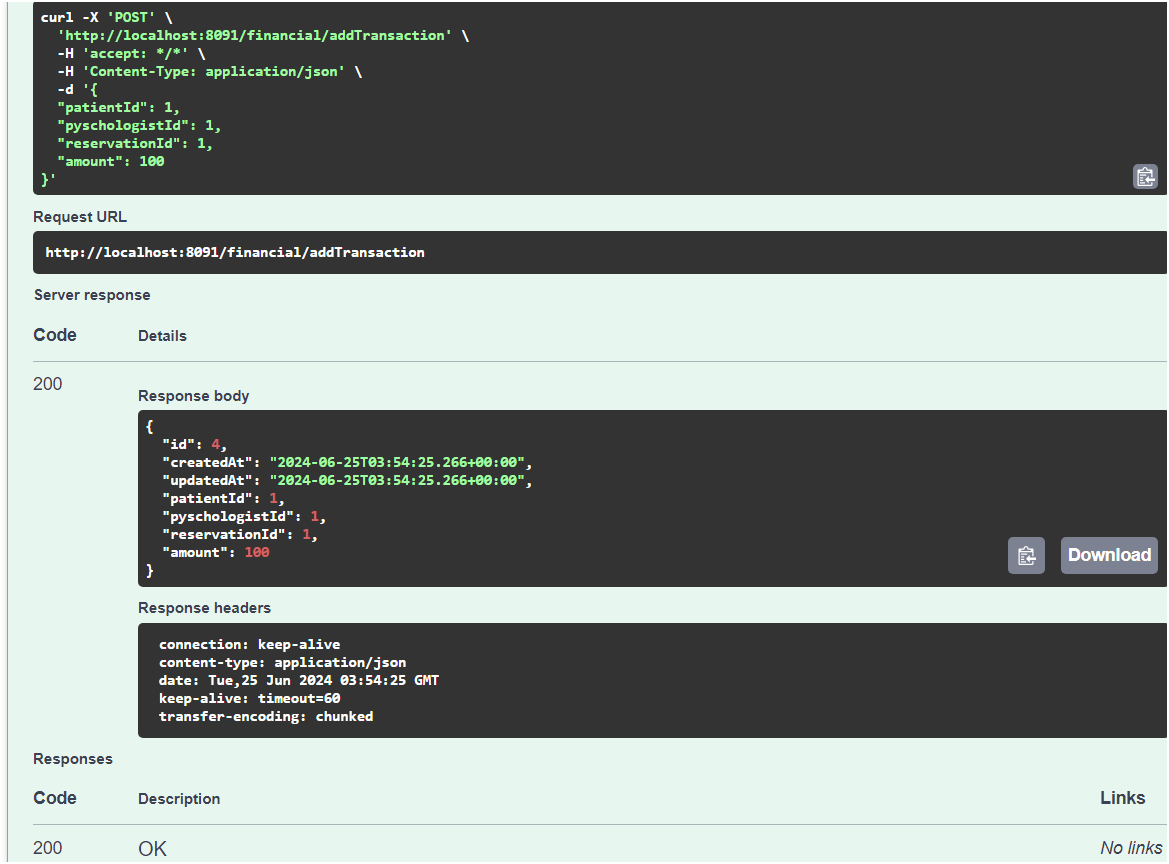 curl -X 'POST' \
'http://localhost:8091/financial/addTransaction' \
-H 'accept: */*' \
-H 'Content-Type: application/json' \
-d '{
"patientId": 1,
"pyschologistId": 1,
"reservationId": 1,
"amount": 100
}'
Request URL
http://localhost:8091/financial/addTransaction
Server response
Code Details
200
Response body
{
"id": 4,
"createdAt": "2024-06-25T03:54:25.266+00:00",
"updatedAt": "2024-06-25T03:54:25.266+00:00",
"patientId": 1,
"pyschologistId": 1,
"reservationId": 1,
"amount": 100
}
Download
Response headers
connection: keep-alive
content-type: application/json
date: Tue,25 Jun 2024 03:54:25 GMT
keep-alive: timeout=60
transfer-encoding: chunked
Responses
Code Description Links
200 OK No links